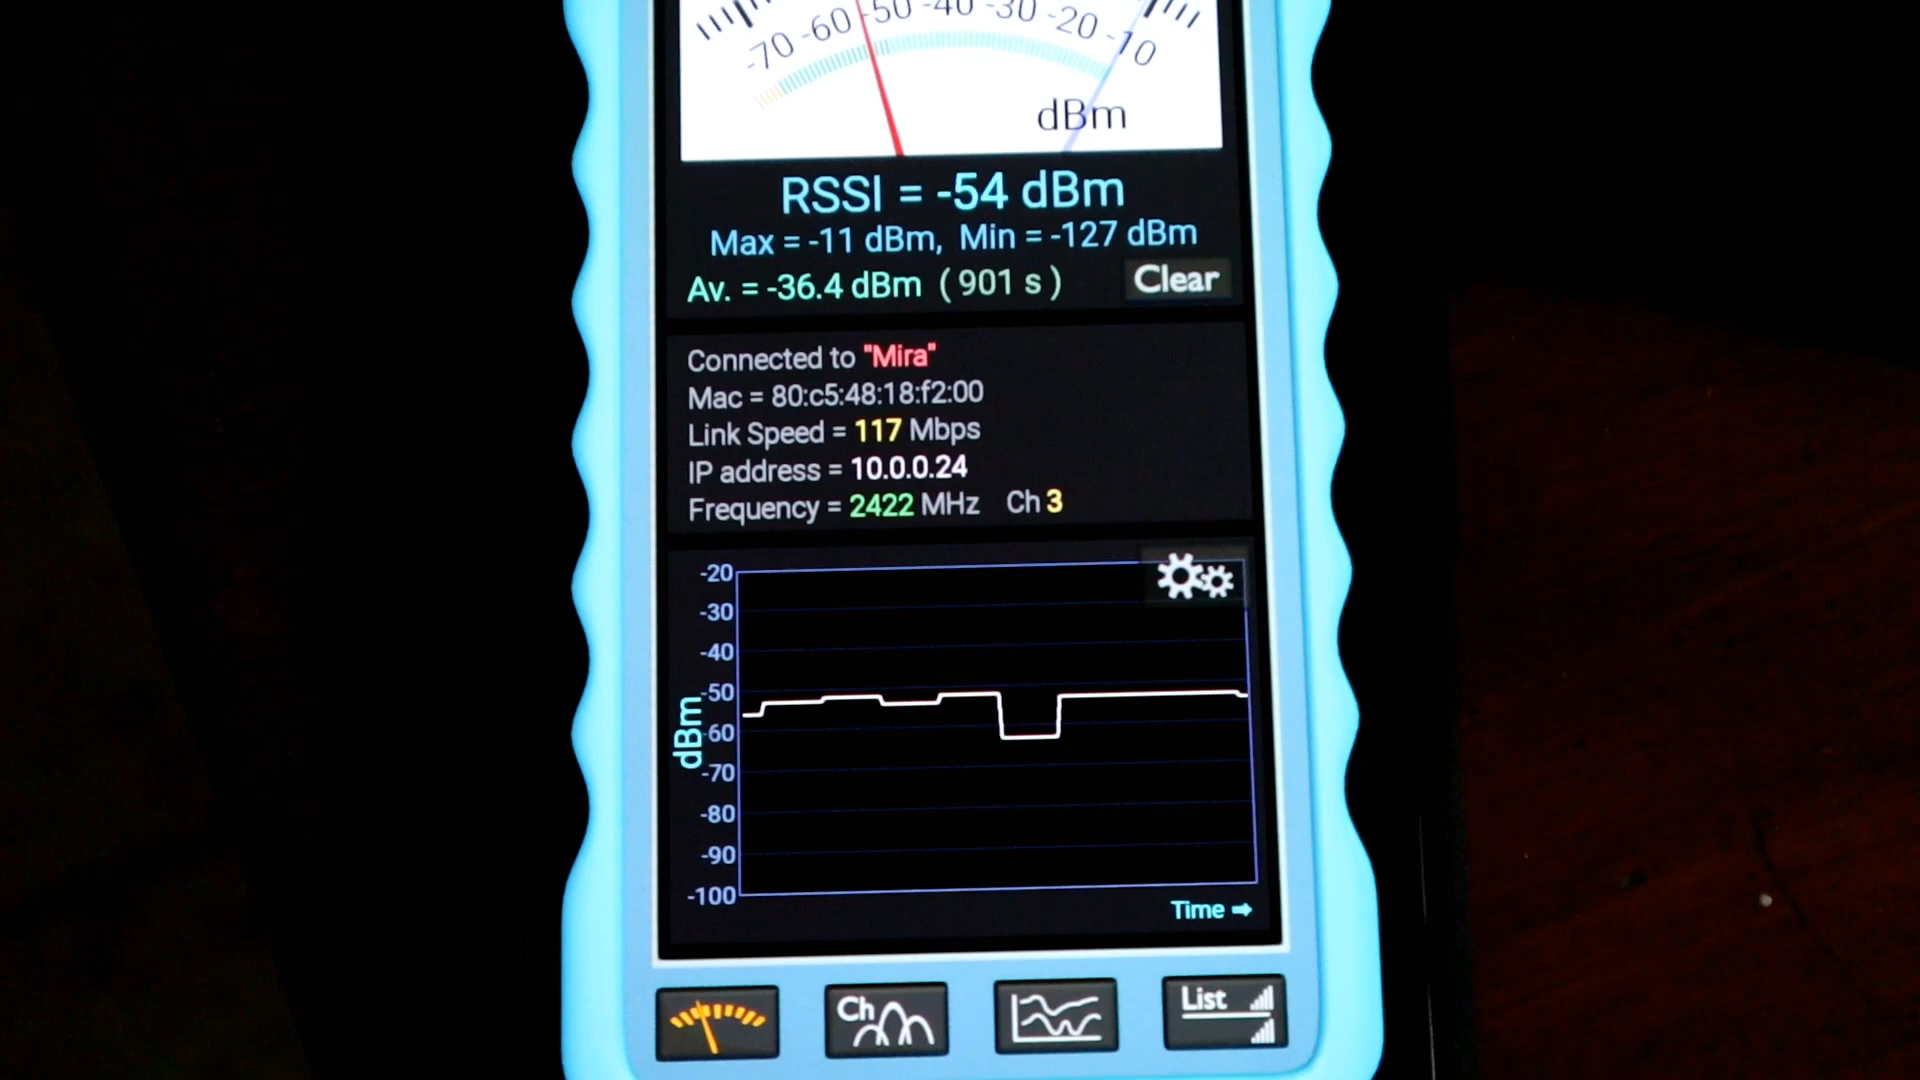 -70 -60 -50 -40 -30 -20 -10
dBm
RSSI = -54 dBm
Max = -11 dBm, Min = -127 dBm
Av. = -36.4 dBm ( 901 s )
Clear
Connected to "Mira"
Mac = 80:c5:48:18:f2:00
Link Speed = 117 Mbps
IP address = 10.0.0.24
Frequency = 2422 MHz Ch 3
-20
-30
-40
-50
-60
-70
-80
-90
-100
dBm
Time
Ch
List